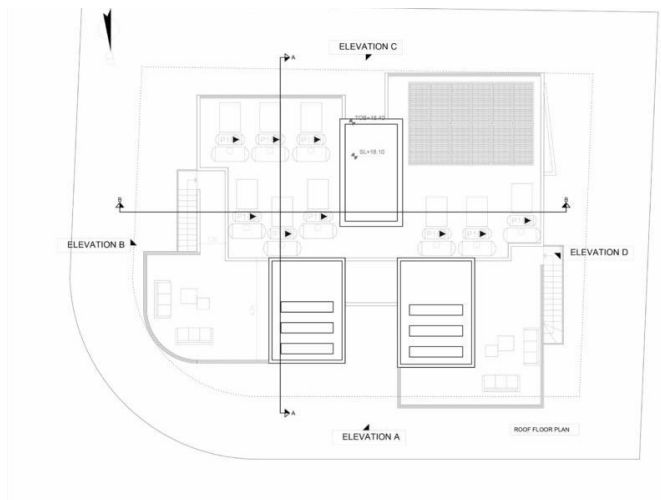 ELEVATION C
A
TOS+18.40
SL+18.10
B
B
ELEVATION B
ELEVATION D
A
ROOF FLOOR PLAN
ELEVATION A